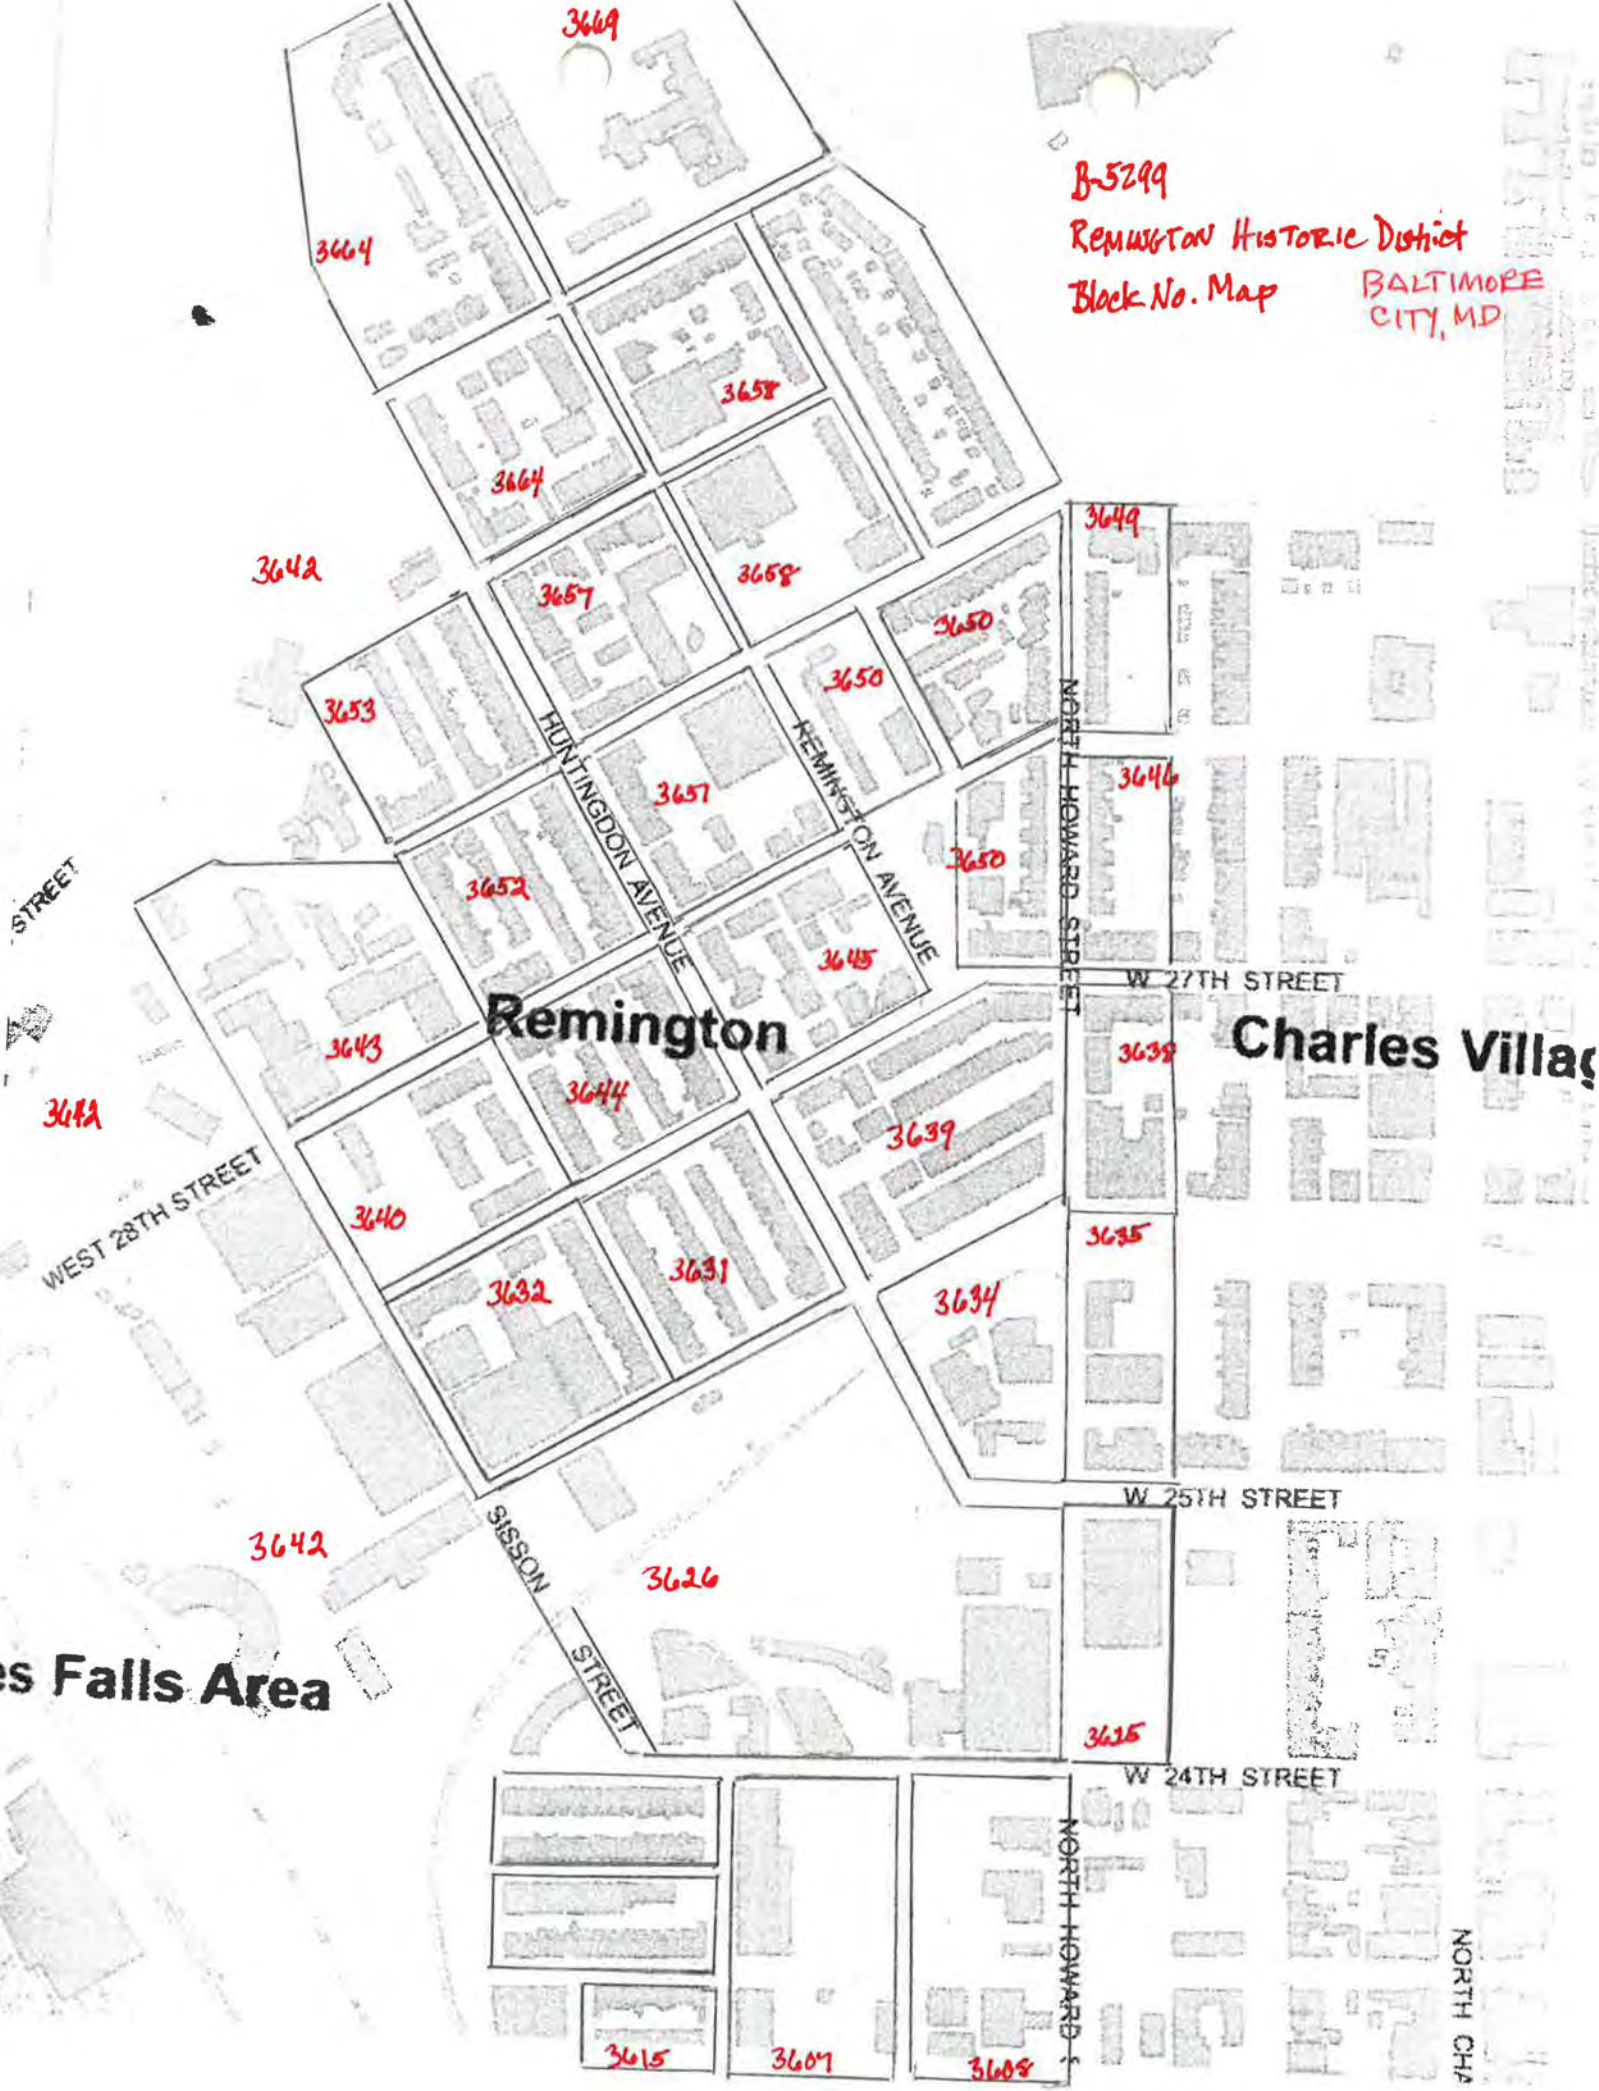 3669
B-5299
REMINGTON HISTORIC District
Block No. Map
BALTIMORE
CITY, MD
3664
3658
3664
3649
3642
3657
3658
3650
3650
3653
NORTH HOWARD STREET
HUNTINGDON AVENUE
REMINGTON AVENUE
3651
3646
3650
3652
STREET
3645
W 27TH STREET
Remington
Charles Villag
3643
3638
3644
3642
3639
WEST 28TH STREET
3640
3635
3631
3632
3634
W 25TH STREET
SISSON STREET
3642
3626
es Falls Area
3625
W 24TH STREET
NORTH HOWARD S
NORTH CHA
3615
3607
3608